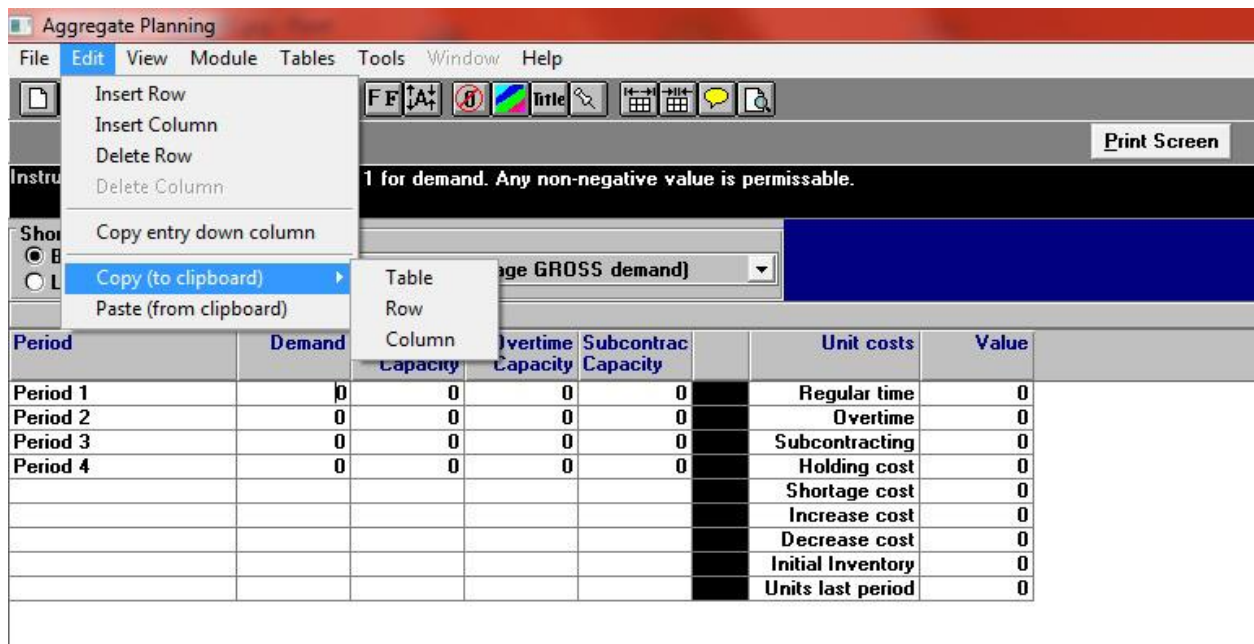 Aggregate Planning
File Edit View Module Tables Tools Window Help
Insert Row
Insert Column
Delete Row
Delete Column
Copy entry down column
Copy (to clipboard)
Paste (from clipboard)
Table
Row
Column
F F A 0 Title
Print Screen
1 for demand. Any non-negative value is permissable.
GROSS demand)
Period Demand Capacity Capacity Subcontrac Capacity Unit costs Value
Period 1 0 0 0 0 Regular time 0
Period 2 0 0 0 0 Overtime 0
Period 3 0 0 0 0 Subcontracting 0
Period 4 0 0 0 0 Holding cost 0
Shortage cost 0
Increase cost 0
Decrease cost 0
Initial Inventory 0
Units last period 0